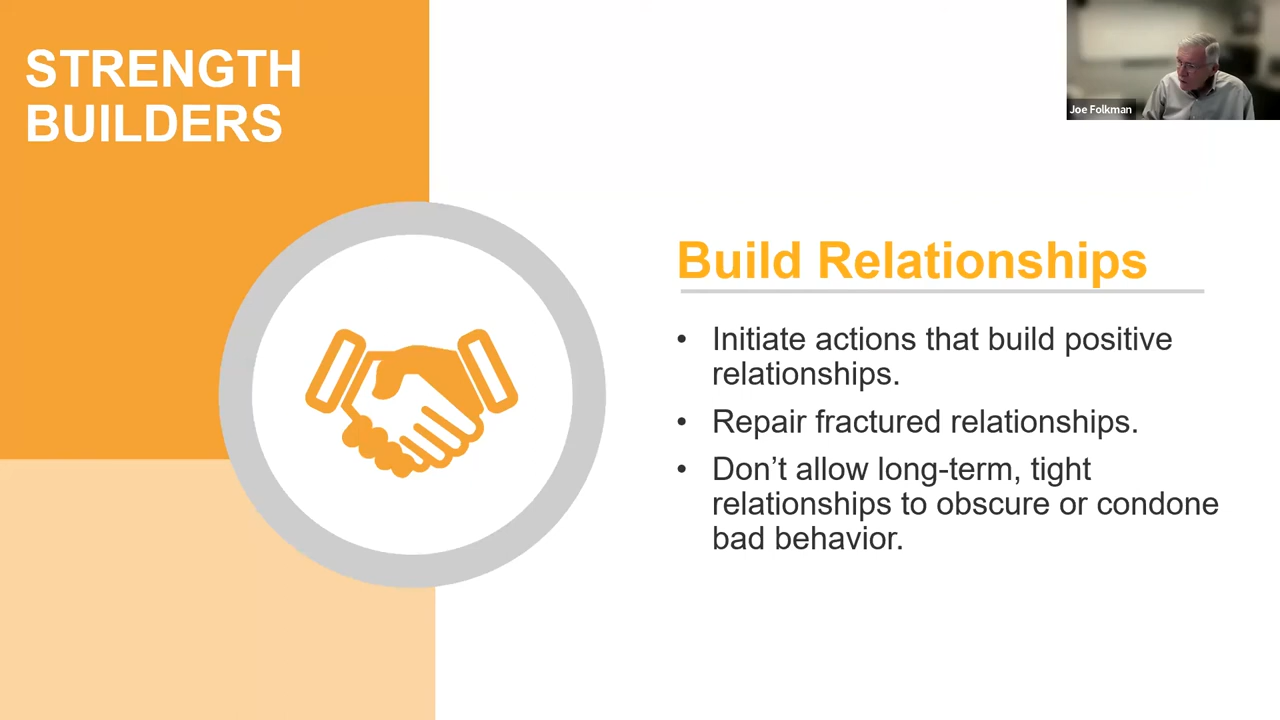 STRENGTH
BUILDERS
Joe Folkman
Build Relationships
• Initiate actions that build positive
relationships.
• Repair fractured relationships.
• Don’t allow long-term, tight
relationships to obscure or condone
bad behavior.